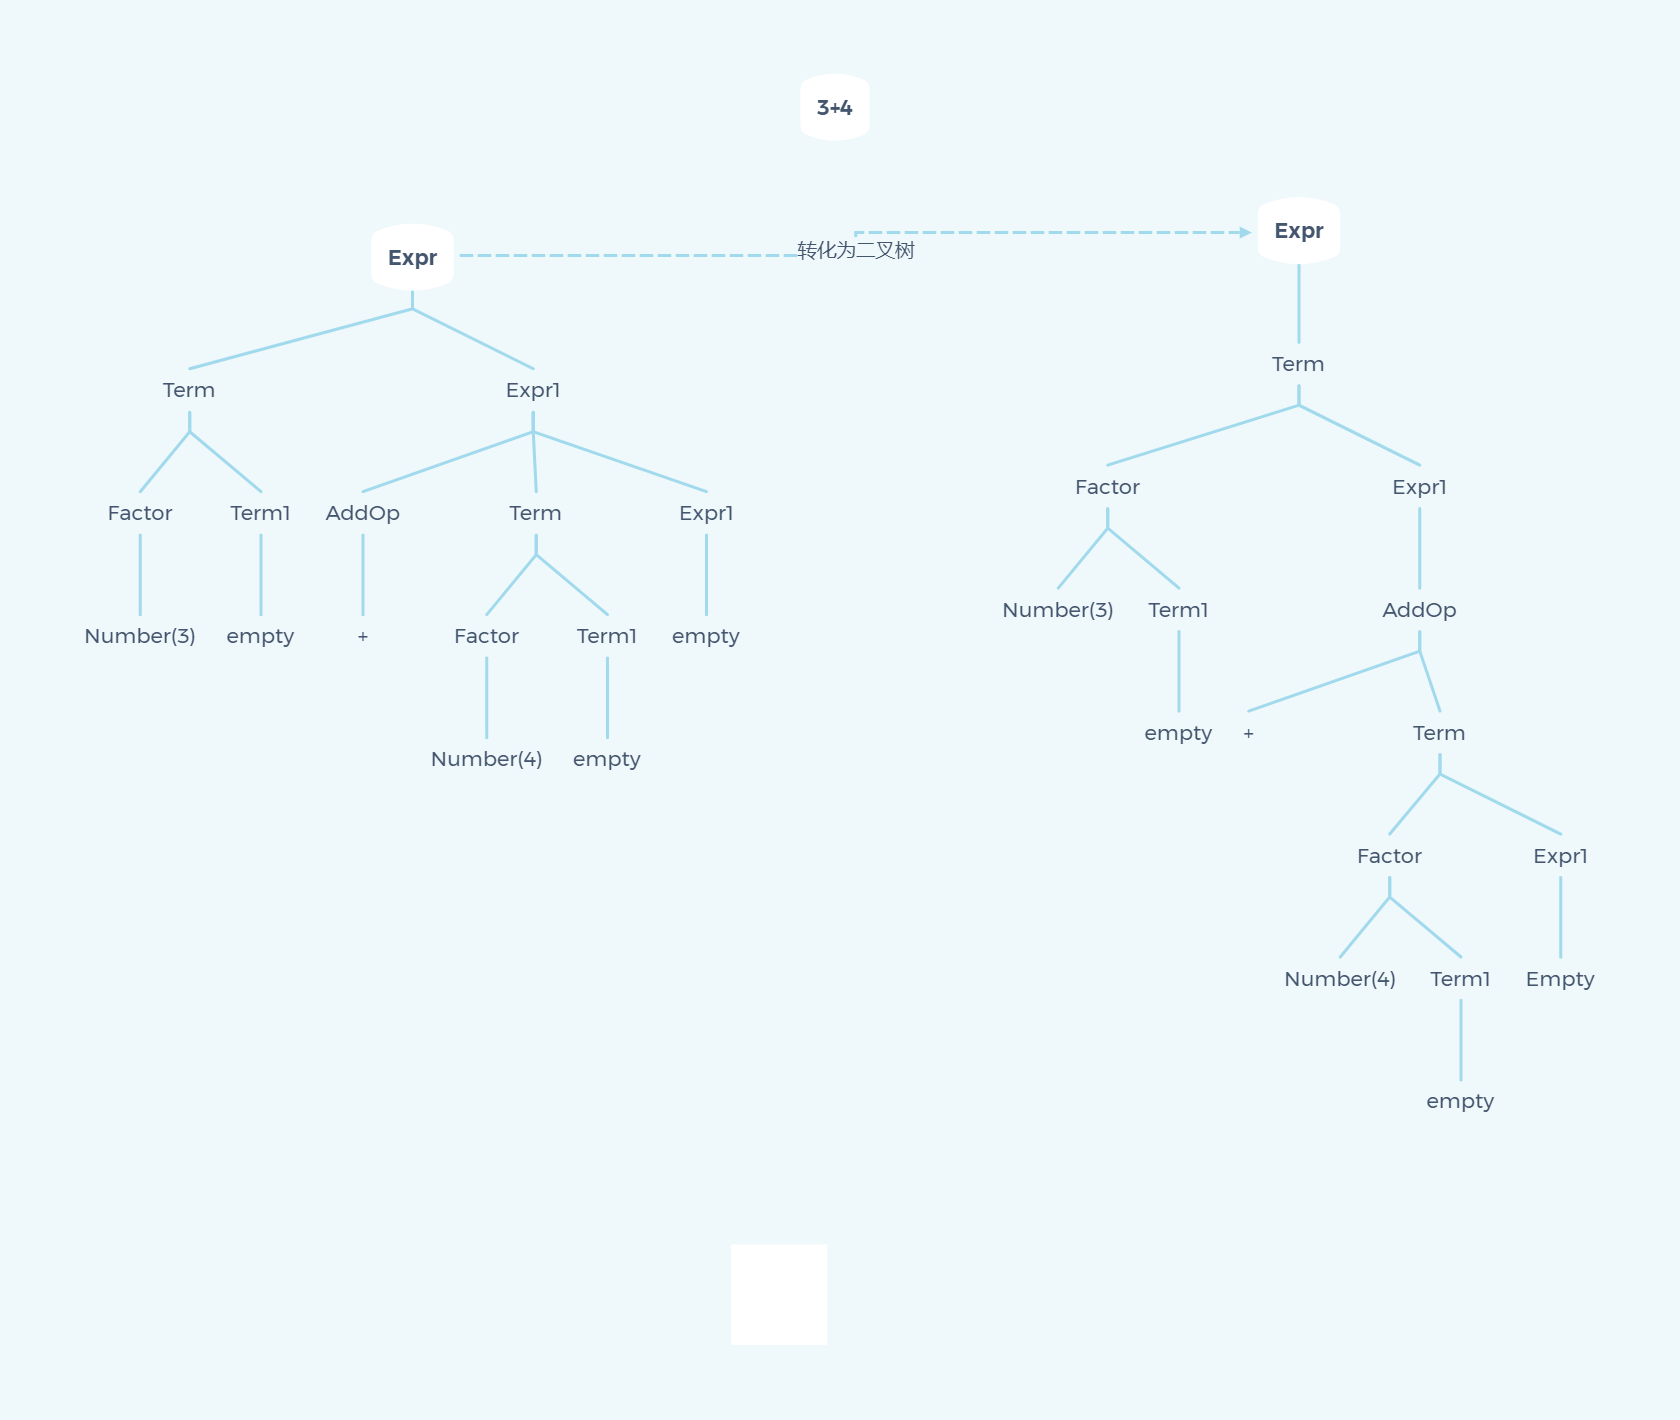 3+4
Expr
转化为二叉树
Expr
Term Expr1
Factor Term1 AddOp Term Expr1
Number(3) empty + Factor Term1 empty
Number(4) empty
Term
Factor Expr1
Number(3) Term1 AddOp
empty + Term
Factor Expr1
Number(4) Term1 Empty
empty